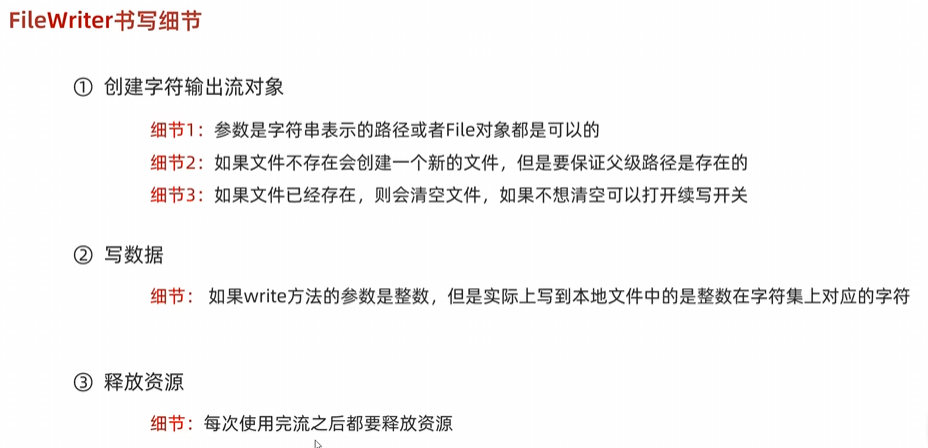 FileWriter书写细节
① 创建字符输出流对象
细节1：参数是字符串表示的路径或者File对象都是可以的
细节2：如果文件不存在会创建一个新的文件，但是要保证父级路径是存在的
细节3：如果文件已经存在，则会清空文件，如果不想清空可以打开续写开关
② 写数据
细节： 如果write方法的参数是整数，但是实际上写到本地文件中的是整数在字符集上对应的字符
③ 释放资源
细节：每次使用完流之后都要释放资源